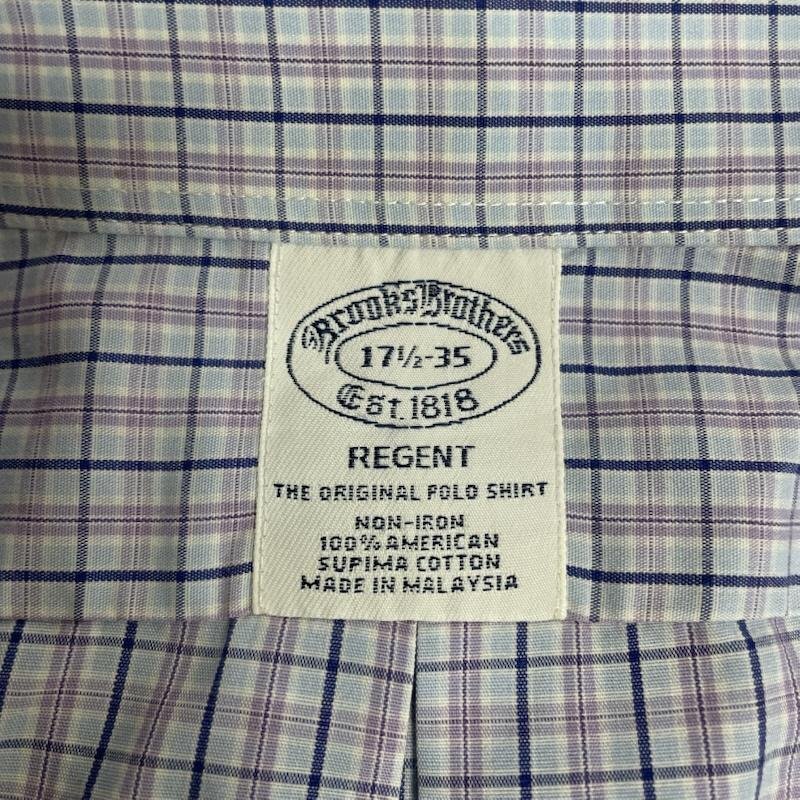 Brooks Brothers
17½-35
Est. 1818
REGENT
THE ORIGINAL POLO SHIRT
NON-IRON
100% AMERICAN
SUPIMA COTTON
MADE IN MALAYSIA